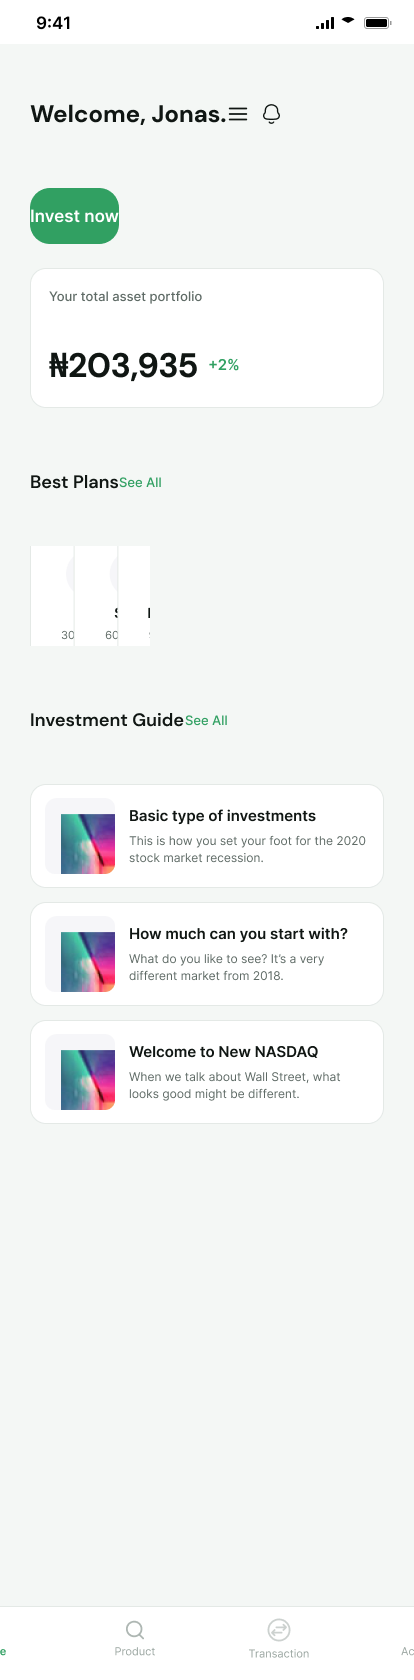 9:41
Welcome, Jonas.
Invest now
Your total asset portfolio
₦203,935 +2%
Best Plans See All
30 60
Investment Guide See All
Basic type of investments
This is how you set your foot for the 2020
stock market recession.
How much can you start with?
What do you like to see? It's a very
different market from 2018.
Welcome to New NASDAQ
When we talk about Wall Street, what
looks good might be different.
Product Transaction